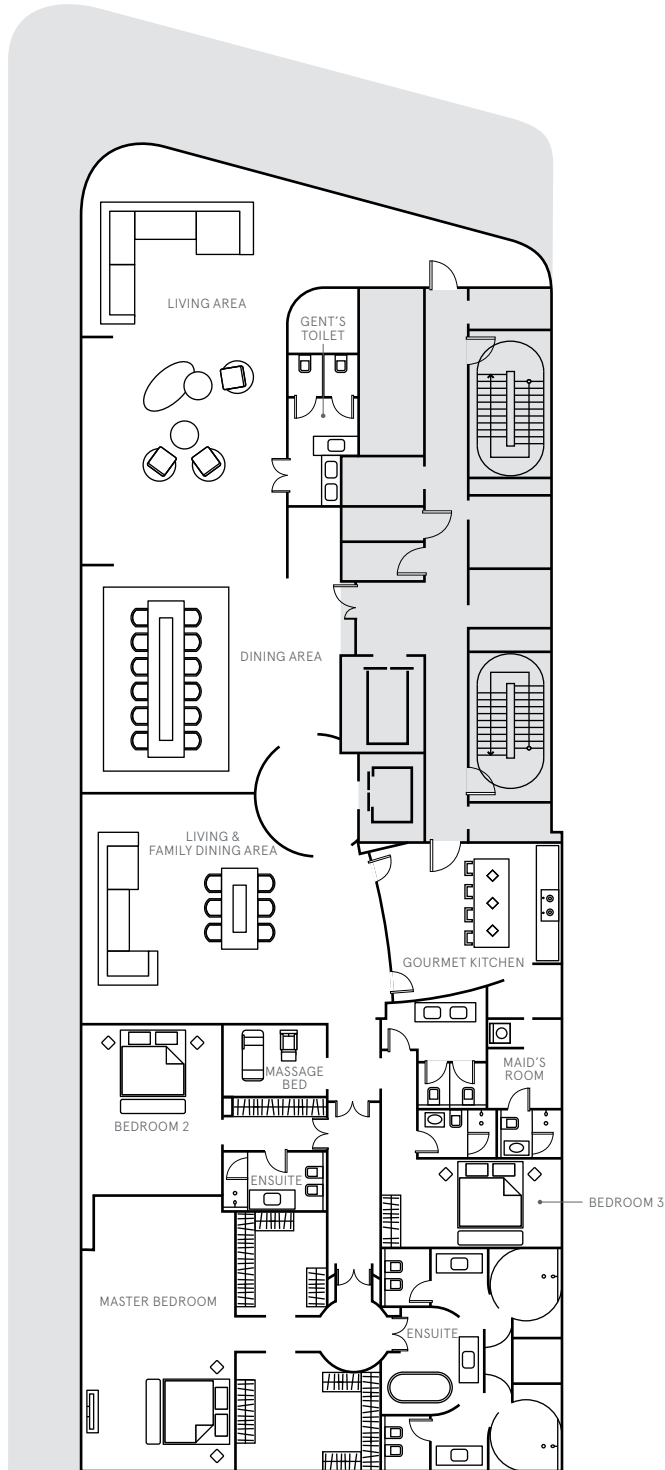 LIVING AREA
GENT'S
TOILET
DINING AREA
LIVING &
FAMILY DINING AREA
GOURMET KITCHEN
MASSAGE
BED
MAID'S
ROOM
BEDROOM 2
ENSUITE
BEDROOM 3
MASTER BEDROOM
ENSUITE